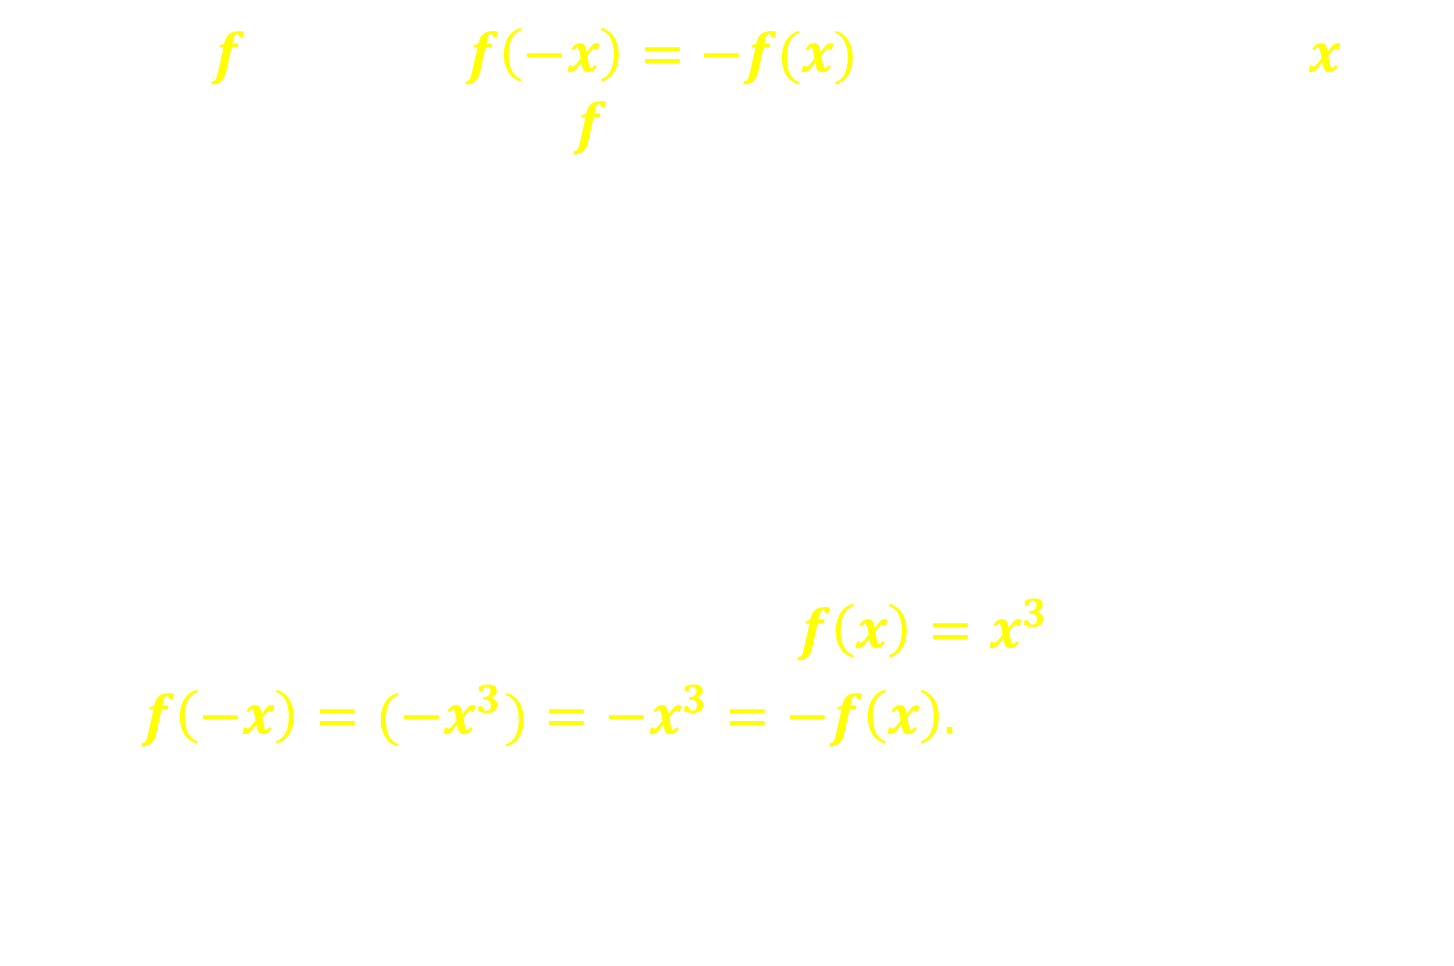 f f(−x) = −f(x) x
f
f(x) = x³
f(−x) = (−x³) = −x³ = −f(x).